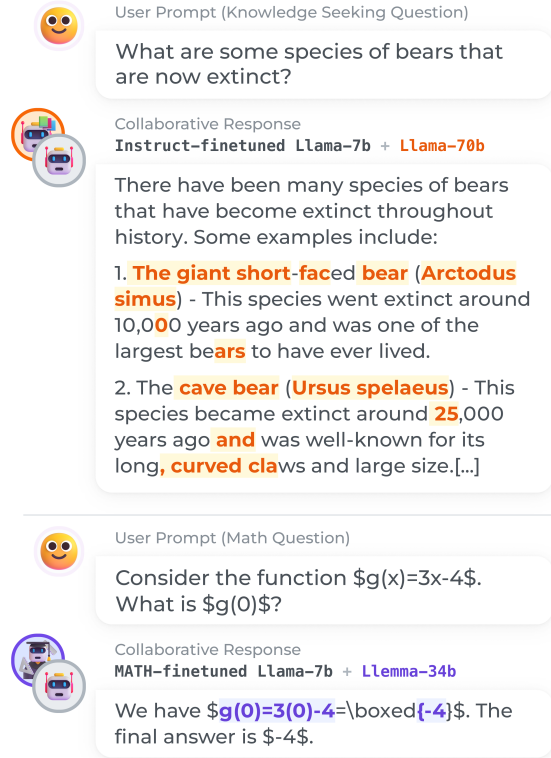 User Prompt (Knowledge Seeking Question)
What are some species of bears that
are now extinct?
Collaborative Response
Instruct-finetuned Llama-7b + Llama-70b
There have been many species of bears
that have become extinct throughout
history. Some examples include:
1. The giant short-faced bear (Arctodus
simus) - This species went extinct around
10,000 years ago and was one of the
largest bears to have ever lived.
2. The cave bear (Ursus spelaeus) - This
species became extinct around 25,000
years ago and was well-known for its
long, curved claws and large size.[...]
User Prompt (Math Question)
Consider the function $g(x)=3x-4$.
What is $g(0)$?
Collaborative Response
MATH-finetuned Llama-7b + Llemma-34b
We have $g(0)=3(0)-4=\boxed{-4}$. The
final answer is $-4$.